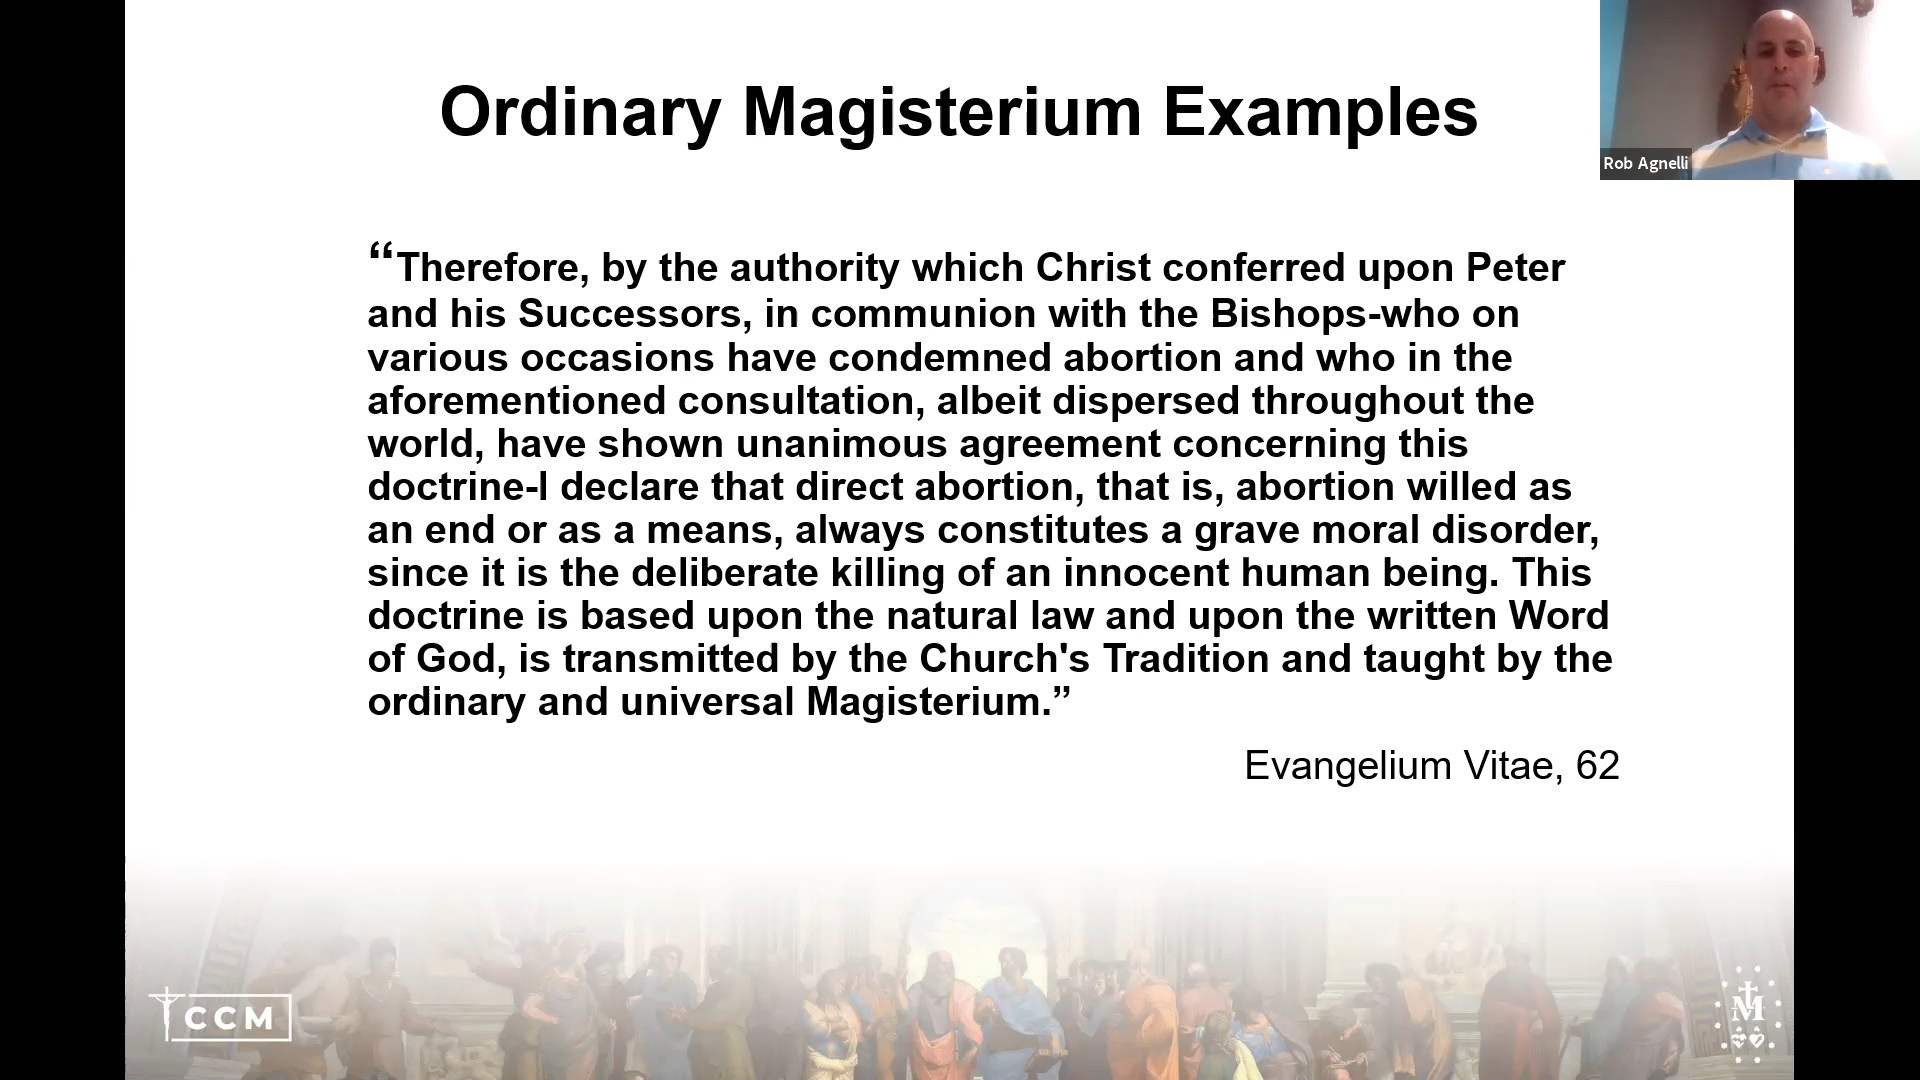 Ordinary Magisterium Examples
Rob Agnelli
“Therefore, by the authority which Christ conferred upon Peter
and his Successors, in communion with the Bishops-who on
various occasions have condemned abortion and who in the
aforementioned consultation, albeit dispersed throughout the
world, have shown unanimous agreement concerning this
doctrine-I declare that direct abortion, that is, abortion willed as
an end or as a means, always constitutes a grave moral disorder,
since it is the deliberate killing of an innocent human being. This
doctrine is based upon the natural law and upon the written Word
of God, is transmitted by the Church's Tradition and taught by the
ordinary and universal Magisterium.”
Evangelium Vitae, 62
CCM
M